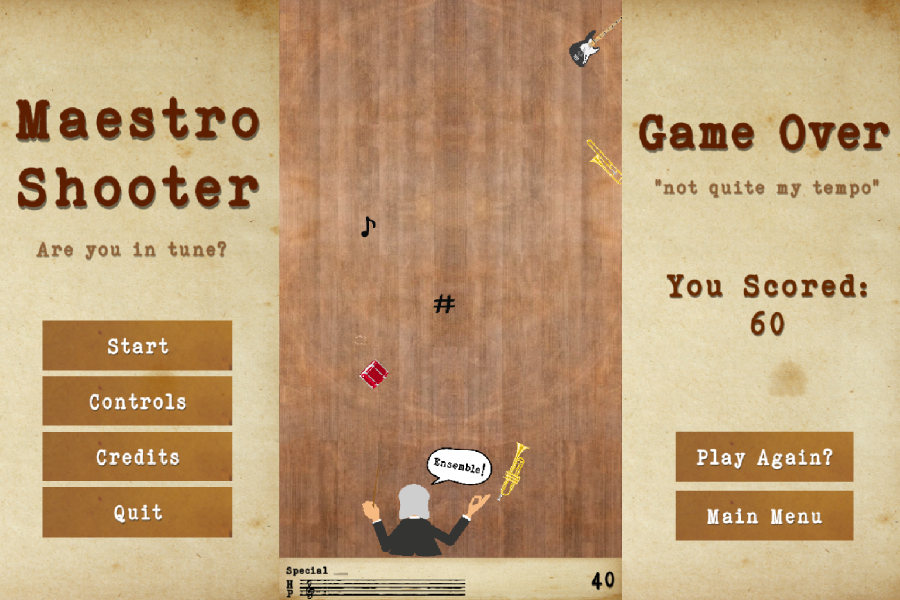 Maestro
Shooter
Are you in tune?
Start
Controls
Credits
Quit
Ensemble!
Special
H
P
40
Game Over
"not quite my tempo"
You Scored:
60
Play Again?
Main Menu